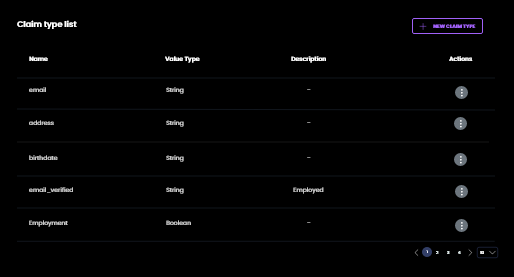 Claim type list
NEW CLAIM TYPE
Name Value Type Description Actions
email String -
address String -
birthdate String -
email_verified String Employed
Employment Boolean -
1 2 3 4 10